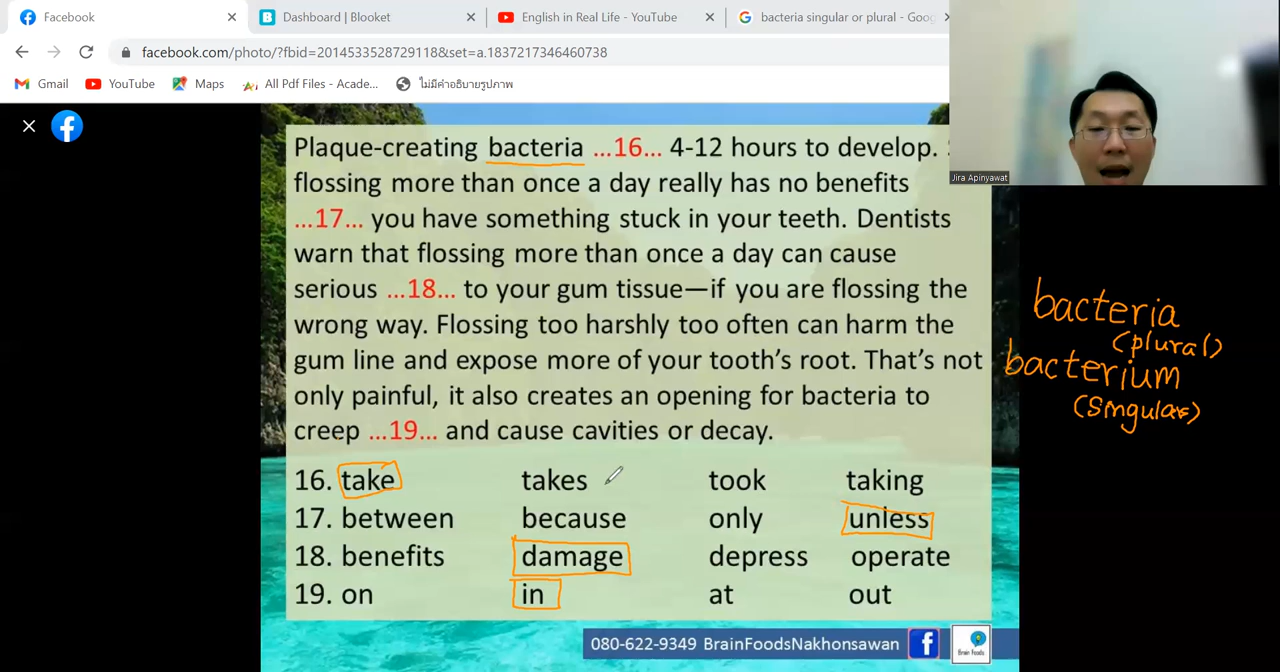 Facebook
Dashboard | Blooket
English in Real Life - YouTube
bacteria singular or plural - Goog
facebook.com/photo/?fbid=2014533528729118&set=a.1837217346460738
Gmail
YouTube
Maps
All Pdf Files - Acade...
ไม่มีคำอธิบายรูปภาพ
Jira Apinyawat
Plaque-creating bacteria ...16... 4-12 hours to develop.
flossing more than once a day really has no benefits
...17... you have something stuck in your teeth. Dentists
warn that flossing more than once a day can cause
serious ...18... to your gum tissue—if you are flossing the
wrong way. Flossing too harshly too often can harm the
gum line and expose more of your tooth's root. That's not
only painful, it also creates an opening for bacteria to
creep ...19... and cause cavities or decay.
16. take takes took taking
17. between because only unless
18. benefits damage depress operate
19. on in at out
bacteria
(plural)
bacterium
(singular)
080-622-9349 BrainFoodsNakhonsawan
Brain Foods